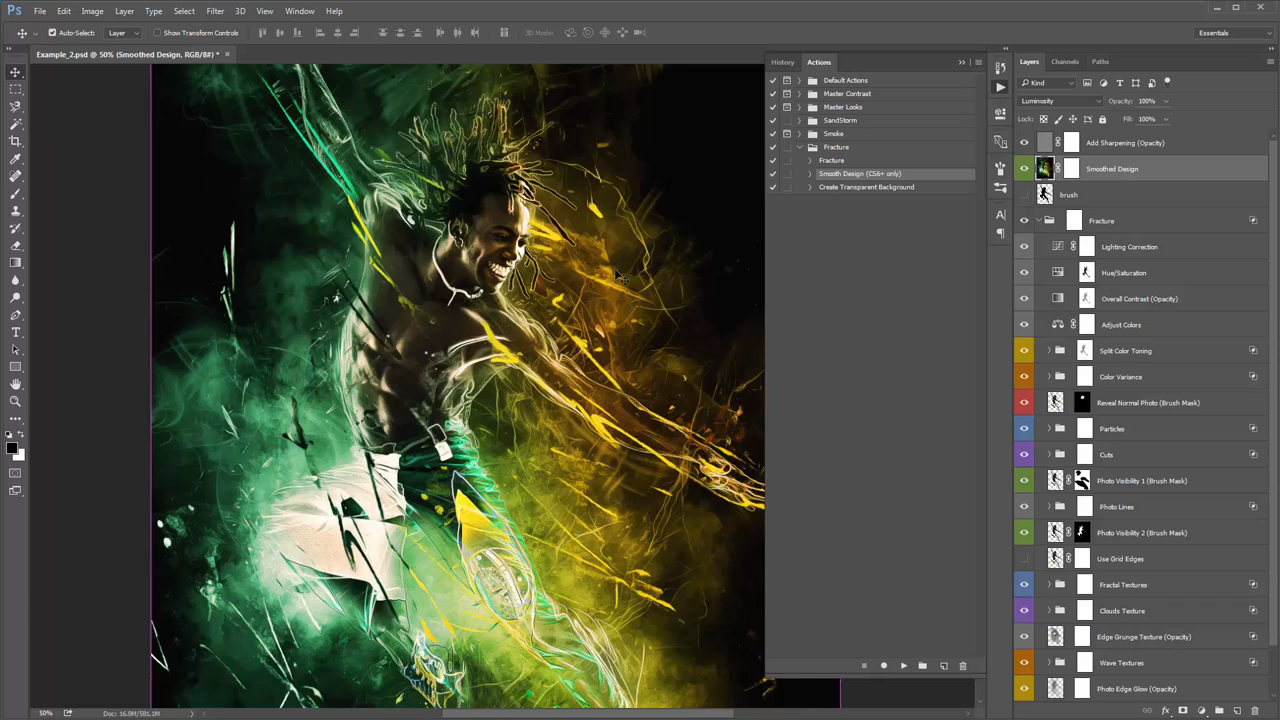 Ps File Edit Image Layer Type Select Filter 3D View Window Help
Auto-Select: Layer Show Transform Controls 3D Mode: Essentials
Example_2.psd @ 50% (Smoothed Design, RGB/8#) * ×
History Actions
Default Actions
Master Contrast
Master Looks
SandStorm
Smoke
Fracture
Fracture
Smooth Design (CS6+ only)
Create Transparent Background
Layers Channels Paths
Kind
Luminosity Opacity: 100%
Lock: Fill: 100%
Add Sharpening (Opacity)
Smoothed Design
brush
Fracture
Lighting Correction
Hue/Saturation
Overall Contrast (Opacity)
Adjust Colors
Split Color Toning
Color Variance
Reveal Normal Photo (Brush Mask)
Particles
Cuts
Photo Visibility 1 (Brush Mask)
Photo Lines
Photo Visibility 2 (Brush Mask)
Use Grid Edges
Fractal Textures
Clouds Texture
Edge Grunge Texture (Opacity)
Wave Textures
Photo Edge Glow (Opacity)
50% Doc: 16.8M/581.1M